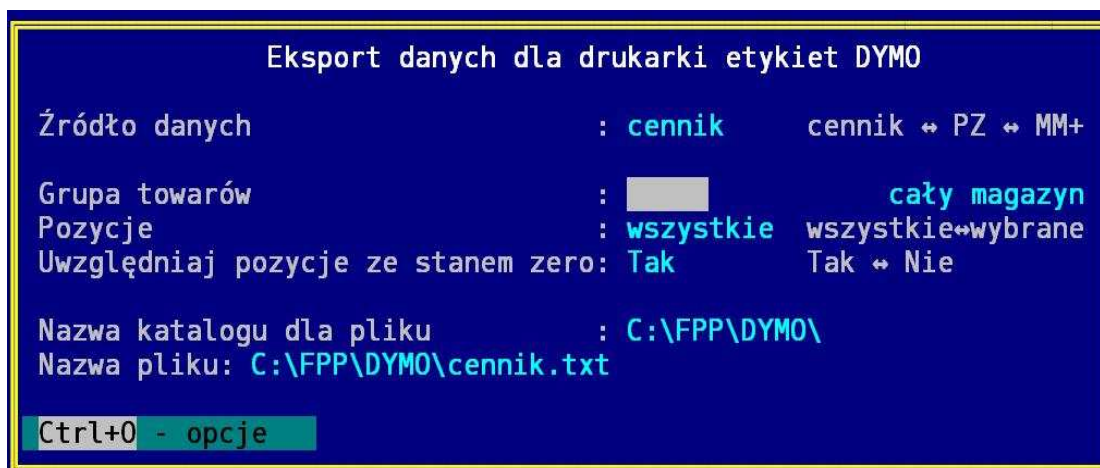 Eksport danych dla drukarki etykiet DYMO
Źródło danych : cennik cennik ↔ PZ ↔ MM+
Grupa towarów : cały magazyn
Pozycje : wszystkie wszystkie↔wybrane
Uwzględniaj pozycje ze stanem zero: Tak Tak ↔ Nie
Nazwa katalogu dla pliku : C:\FPP\DYMO\
Nazwa pliku: C:\FPP\DYMO\cennik.txt
Ctrl+O - opcje